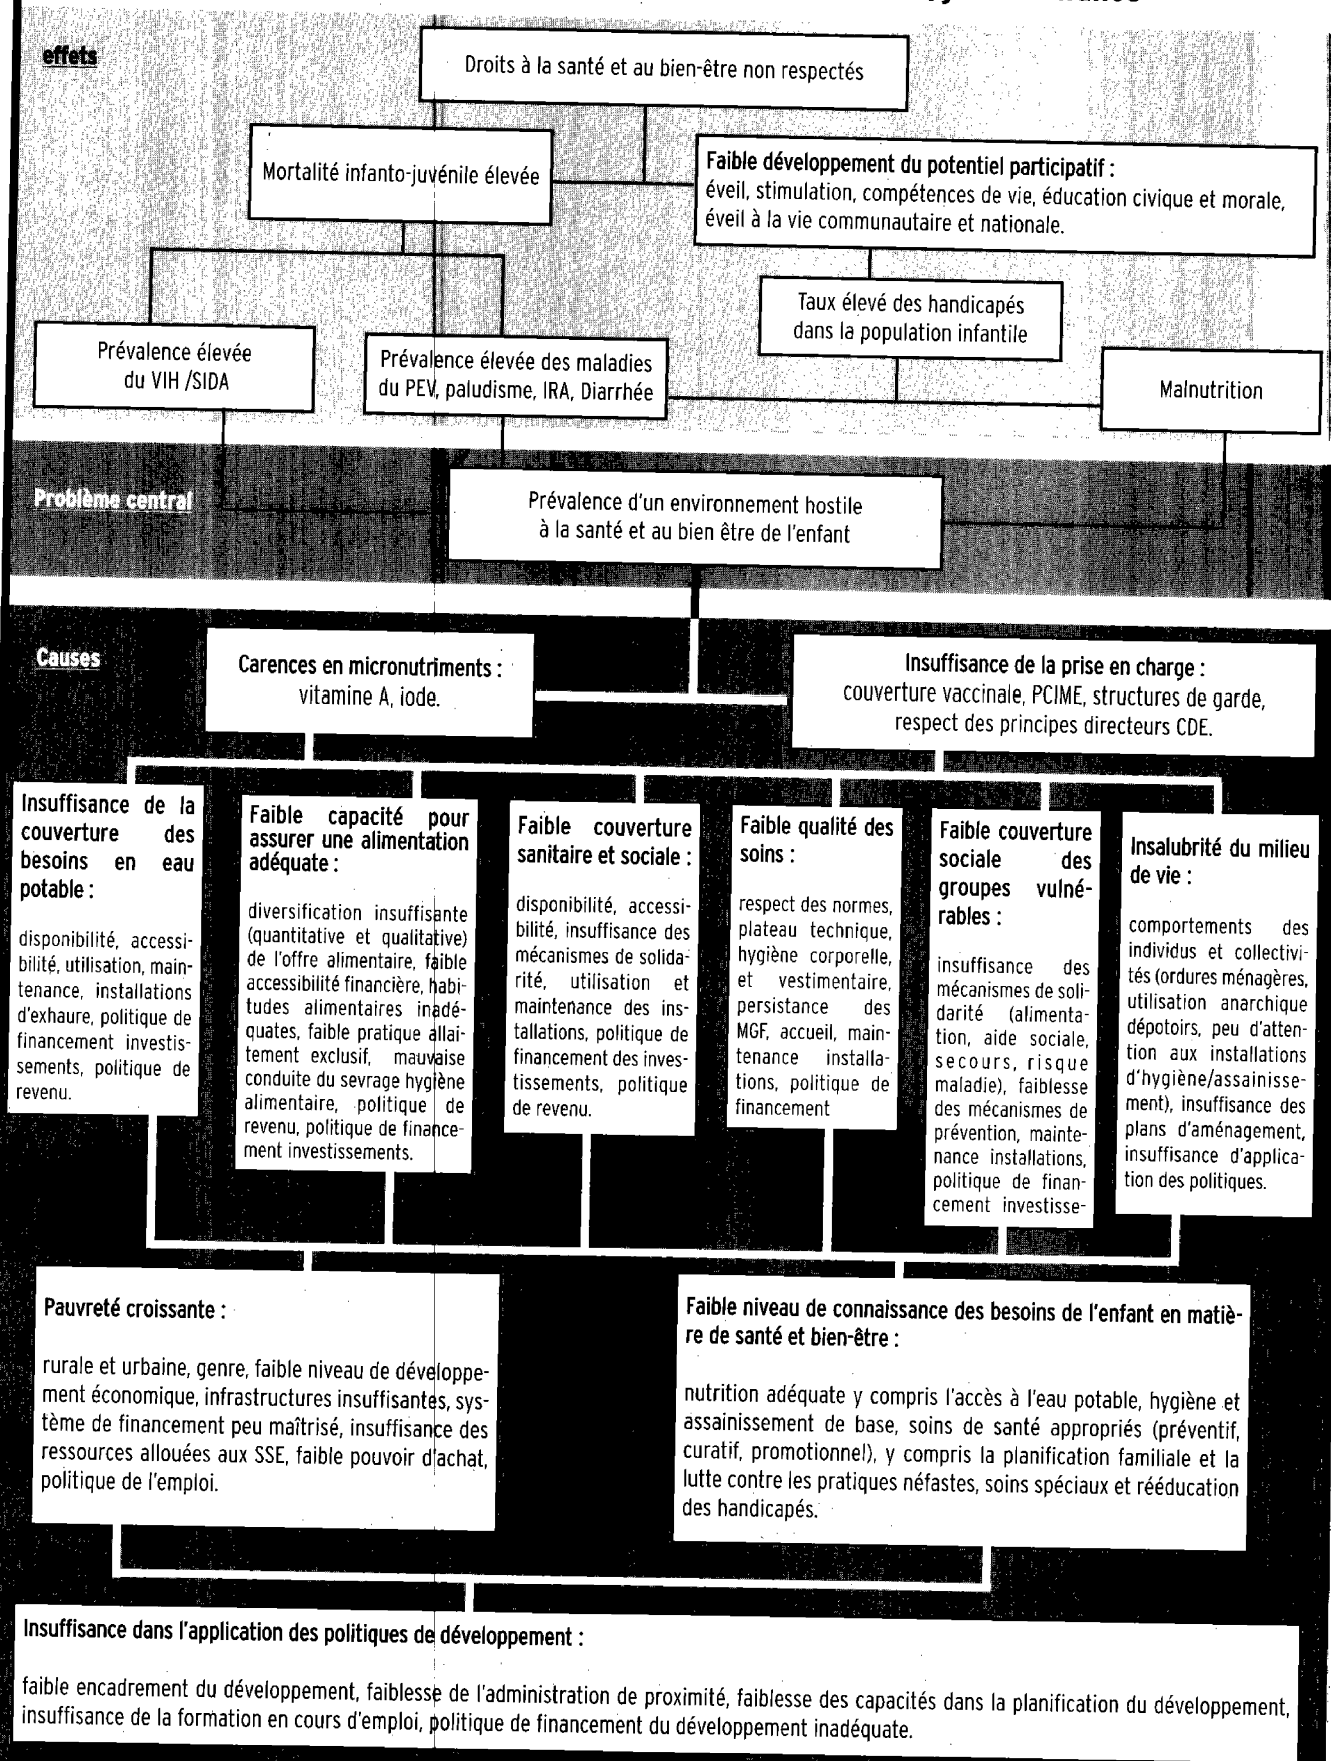 effets
Droits à la santé et au bien-être non respectés
Mortalité infanto-juvénile élevée
Faible développement du potentiel participatif :
éveil, stimulation, compétences de vie, éducation civique et morale,
éveil à la vie communautaire et nationale.
Taux élevé des handicapés
dans la population infantile
Prévalence élevée
du VIH /SIDA
Prévalence élevée des maladies
du PEV, paludisme, IRA, Diarrhée
Malnutrition
Problème central
Prévalence d'un environnement hostile
à la santé et au bien être de l'enfant
Causes
Carences en micronutriments :
vitamine A, iode.
Insuffisance de la prise en charge :
couverture vaccinale, PCIME, structures de garde,
respect des principes directeurs CDE.
Insuffisance de la
couverture des
besoins en eau
potable :
disponibilité, accessi-
bilité, utilisation, main-
tenance, installations
d'exhaure, politique de
financement investis-
sements, politique de
revenu.
Faible capacité pour
assurer une alimentation
adéquate :
diversification insuffisante
(quantitative et qualitative)
de l'offre alimentaire, faible
accessibilité financière, habi-
tudes alimentaires inadé-
quates, faible pratique allai-
tement exclusif, mauvaise
conduite du sevrage hygiène
alimentaire, politique de
revenu, politique de finance-
ment investissements.
Faible couverture
sanitaire et sociale :
disponibilité, accessi-
bilité, insuffisance des
mécanismes de solida-
rité, utilisation et
maintenance des ins-
tallations, politique de
financement des inves-
tissements, politique
de revenu.
Faible qualité des
soins :
respect des normes,
plateau technique,
hygiène corporelle,
et vestimentaire,
persistance des
MGF, accueil, main-
tenance installa-
tions, politique de
financement
Faible couverture
sociale des
groupes vulné-
rables :
insuffisance des
mécanismes de soli-
darité (alimenta-
tion, aide sociale,
secours, risque
maladie), faiblesse
des mécanismes de
prévention, mainte-
nance installations,
politique de finan-
cement investisse-
Insalubrité du milieu
de vie :
comportements des
individus et collectivi-
tés (ordures ménagères,
utilisation anarchique
dépotoirs, peu d'atten-
tion aux installations
d'hygiène/assainisse-
ment), insuffisance des
plans d'aménagement,
insuffisance d'applica-
tion des politiques.
Pauvreté croissante :
rurale et urbaine, genre, faible niveau de développe-
ment économique, infrastructures insuffisantes, sys-
tème de financement peu maîtrisé, insuffisance des
ressources allouées aux SSE, faible pouvoir d'achat,
politique de l'emploi.
Faible niveau de connaissance des besoins de l'enfant en matiè-
re de santé et bien-être :
nutrition adéquate y compris l'accès à l'eau potable, hygiène et
assainissement de base, soins de santé appropriés (préventif,
curatif, promotionnel), y compris la planification familiale et la
lutte contre les pratiques néfastes, soins spéciaux et rééducation
des handicapés.
Insuffisance dans l'application des politiques de développement :
faible encadrement du développement, faiblesse de l'administration de proximité, faiblesse des capacités dans la planification du développement,
insuffisance de la formation en cours d'emploi, politique de financement du développement inadéquate.